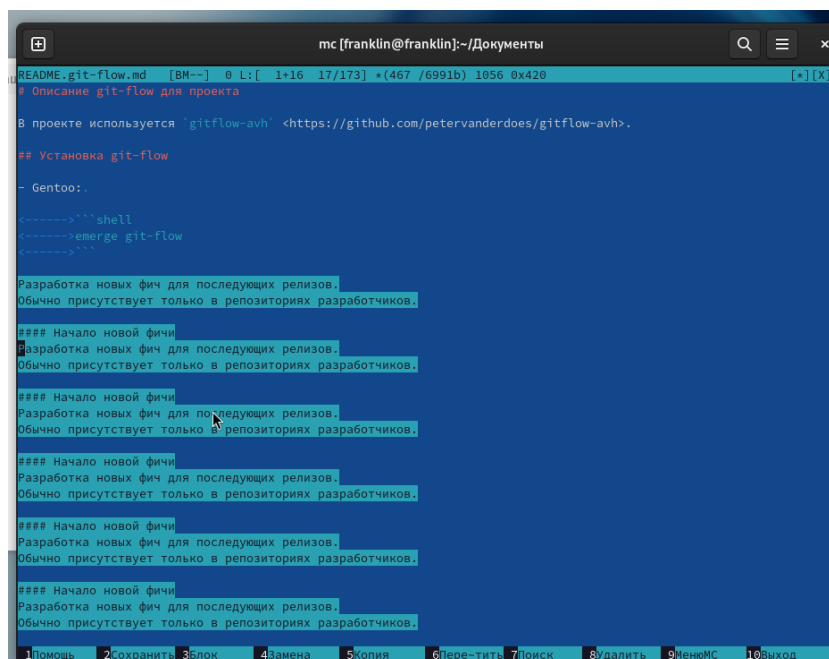 mc [franklin@franklin]:~/Документы
README.git-flow.md [BM--] 0 L:[ 1+16 17/173] *(467 /6991b) 1056 0x420 [*][X]
# Описание git-flow для проекта
В проекте используется `gitflow-avh` <https://github.com/petervanderdoes/gitflow-avh>.
## Установка git-flow
- Gentoo:.
<------>```shell
<------>emerge git-flow
<------>```
Разработка новых фич для последующих релизов.
Обычно присутствует только в репозиториях разработчиков.
#### Начало новой фичи
Разработка новых фич для последующих релизов.
Обычно присутствует только в репозиториях разработчиков.
#### Начало новой фичи
Разработка новых фич для последующих релизов.
Обычно присутствует только в репозиториях разработчиков.
#### Начало новой фичи
Разработка новых фич для последующих релизов.
Обычно присутствует только в репозиториях разработчиков.
#### Начало новой фичи
Разработка новых фич для последующих релизов.
Обычно присутствует только в репозиториях разработчиков.
#### Начало новой фичи
Разработка новых фич для последующих релизов.
Обычно присутствует только в репозиториях разработчиков.
1Помощь 2Сохранить 3Блок 4Замена 5Копия 6Пере~тить 7Поиск 8Удалить 9МенюМС 10Выход